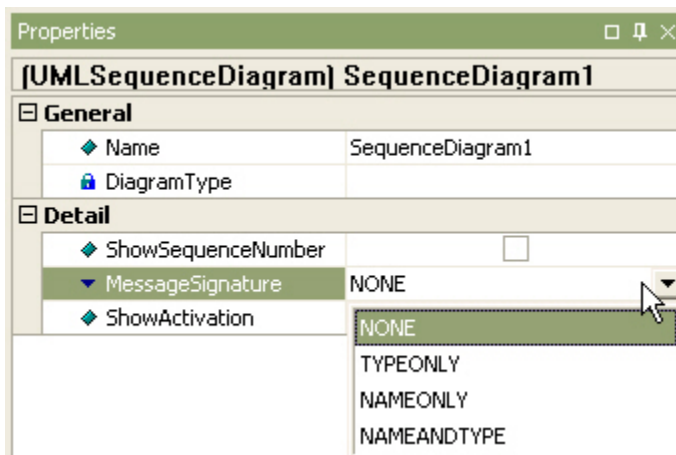 Properties
(UMLSequenceDiagram) SequenceDiagram1
General
Name SequenceDiagram1
DiagramType
Detail
ShowSequenceNumber
MessageSignature NONE
ShowActivation
NONE
TYPEONLY
NAMEONLY
NAMEANDTYPE